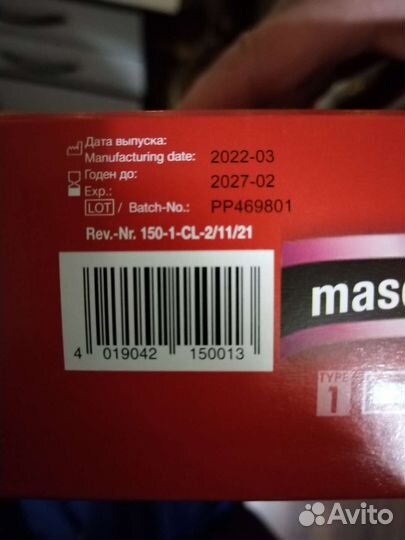 Дата выпуска:
Manufacturing date: 2022-03
Годен до: 2027-02
Exp.:
LOT / Batch-No.: PP469801
Rev.-Nr. 150-1-CL-2/11/21
4 019042 150013
TYPE
1
Avito